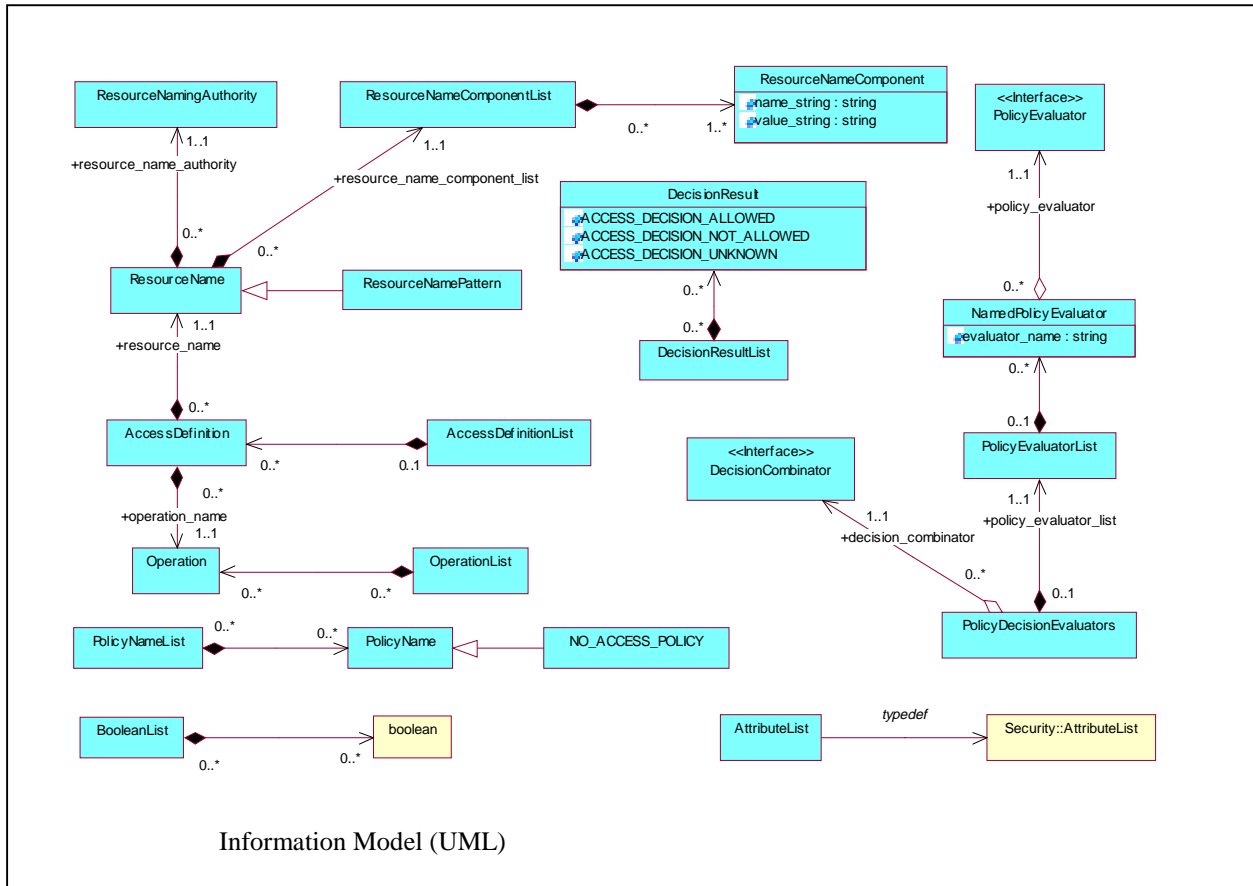 ResourceNamingAuthority
1..1
+resource_name_authority
0..*
ResourceNameComponentList
1..1
+resource_name_component_list
0..*
0..*
1..*
ResourceNameComponent
name_string : string
value_string : string
<<Interface>>
PolicyEvaluator
1..1
+policy_evaluator
0..*
DecisionResult
ACCESS_DECISION_ALLOWED
ACCESS_DECISION_NOT_ALLOWED
ACCESS_DECISION_UNKNOWN
0..*
0..*
DecisionResultList
ResourceName
ResourceNamePattern
1..1
+resource_name
0..*
NamedPolicyEvaluator
evaluator_name : string
0..*
0..1
PolicyEvaluatorList
1..1
+policy_evaluator_list
0..1
AccessDefinition
0..*
0..1
AccessDefinitionList
0..*
+operation_name
1..1
<<Interface>>
DecisionCombinator
1..1
+decision_combinator
0..*
PolicyDecisionEvaluators
Operation
0..*
0..*
OperationList
PolicyNameList
0..*
0..*
PolicyName
NO_ACCESS_POLICY
BooleanList
0..*
0..*
boolean
AttributeList
typedef
Security::AttributeList
Information Model (UML)